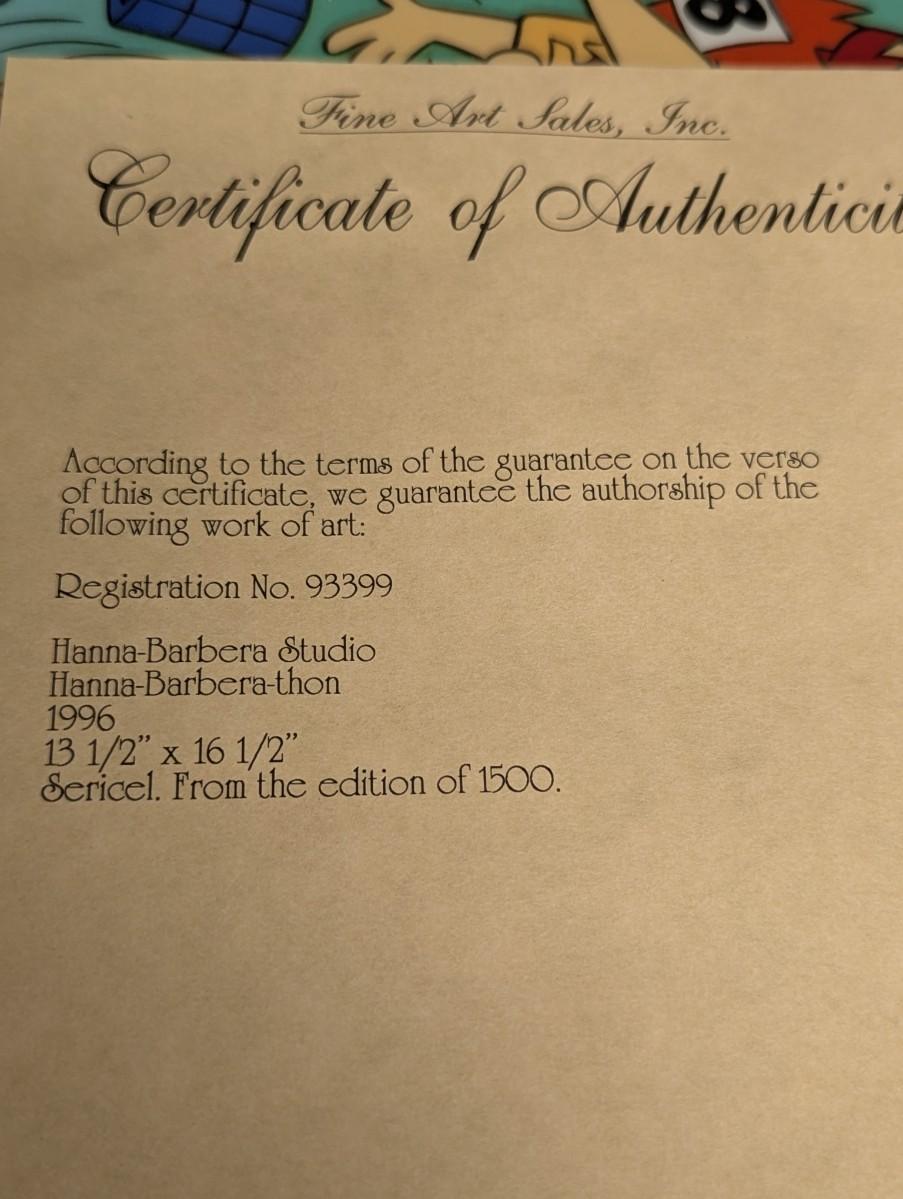 8
Fine Art Sales, Inc.
Certificate of Authenticit
According to the terms of the guarantee on the verso
of this certificate, we guarantee the authorship of the
following work of art:
Registration No. 93399
Hanna-Barbera Studio
Hanna-Barbera-thon
1996
13 1/2” x 16 1/2”
Sericel. From the edition of 1500.